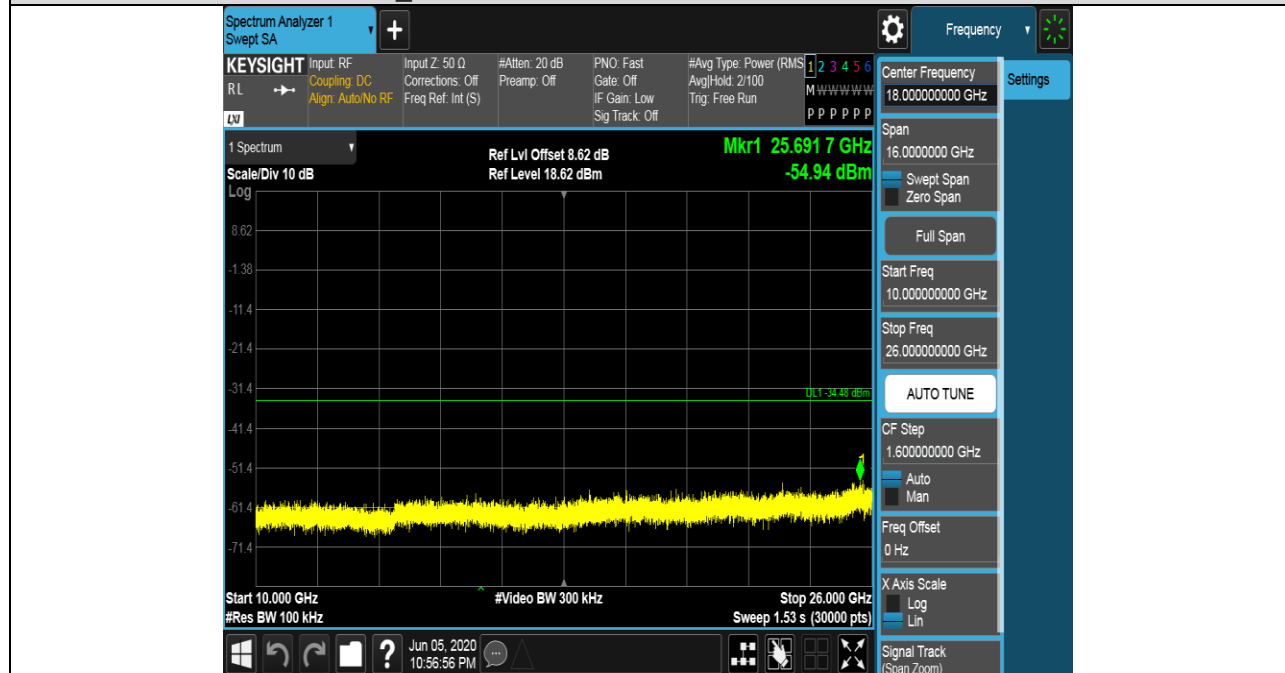 Spectrum Analyzer 1
Swept SA
+
Frequency
KEYSIGHT
RL
LXI
Input: RF
Coupling: DC
Align: Auto/No RF
Input Z: 50 Ω
Corrections: Off
Freq Ref: Int (S)
#Atten: 20 dB
Preamp: Off
PNO: Fast
Gate: Off
IF Gain: Low
Sig Track: Off
#Avg Type: Power (RMS
Avg|Hold: 2/100
Trig: Free Run
1 2 3 4 5 6
M W W W W W
P P P P P P
1 Spectrum
Scale/Div 10 dB
Log
Ref Lvl Offset 8.62 dB
Ref Level 18.62 dBm
Mkr1 25.691 7 GHz
-54.94 dBm
8.62
-1.38
-11.4
-21.4
-31.4
DL1 -34.48 dBm
-41.4
-51.4
1
-61.4
-71.4
Start 10.000 GHz
#Res BW 100 kHz
#Video BW 300 kHz
Stop 26.000 GHz
Sweep 1.53 s (30000 pts)
?
Jun 05, 2020
10:56:56 PM
Center Frequency
18.000000000 GHz
Span
16.0000000 GHz
Swept Span
Zero Span
Full Span
Start Freq
10.000000000 GHz
Stop Freq
26.000000000 GHz
AUTO TUNE
CF Step
1.600000000 GHz
Auto
Man
Freq Offset
0 Hz
X Axis Scale
Log
Lin
Signal Track
(Span Zoom)
Settings